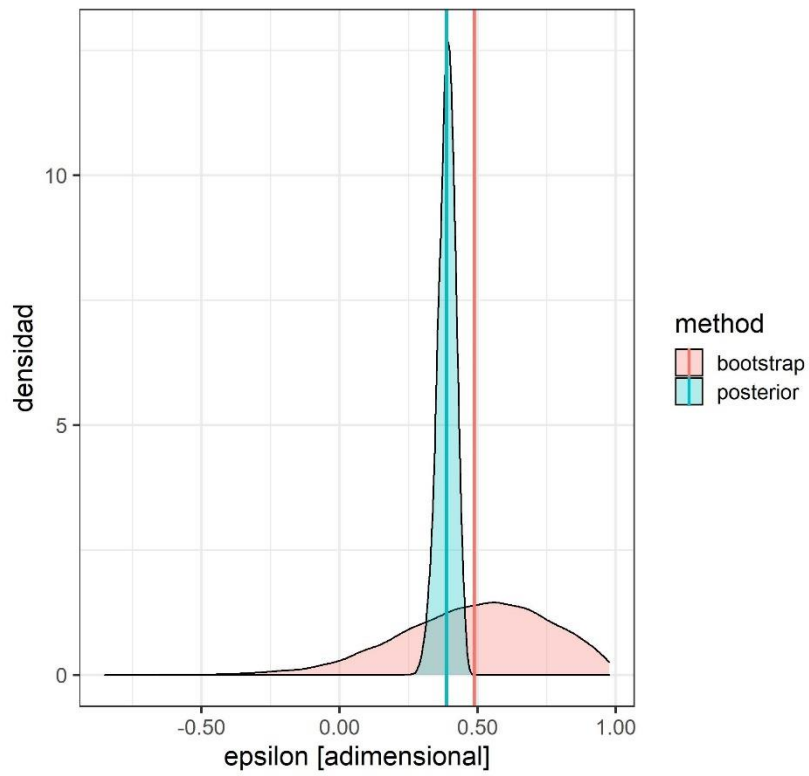 10
5
0
densidad
-0.50
0.00
0.50
1.00
epsilon [adimensional]
method
bootstrap
posterior